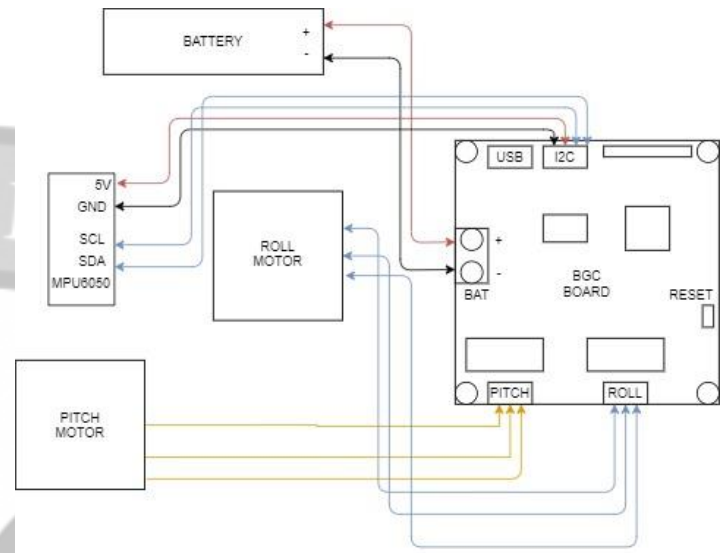 BATTERY
+
-
USB
I2C
5V
GND
SCL
SDA
MPU6050
ROLL
MOTOR
+
-
BAT
BGC
BOARD
RESET
PITCH
ROLL
PITCH
MOTOR